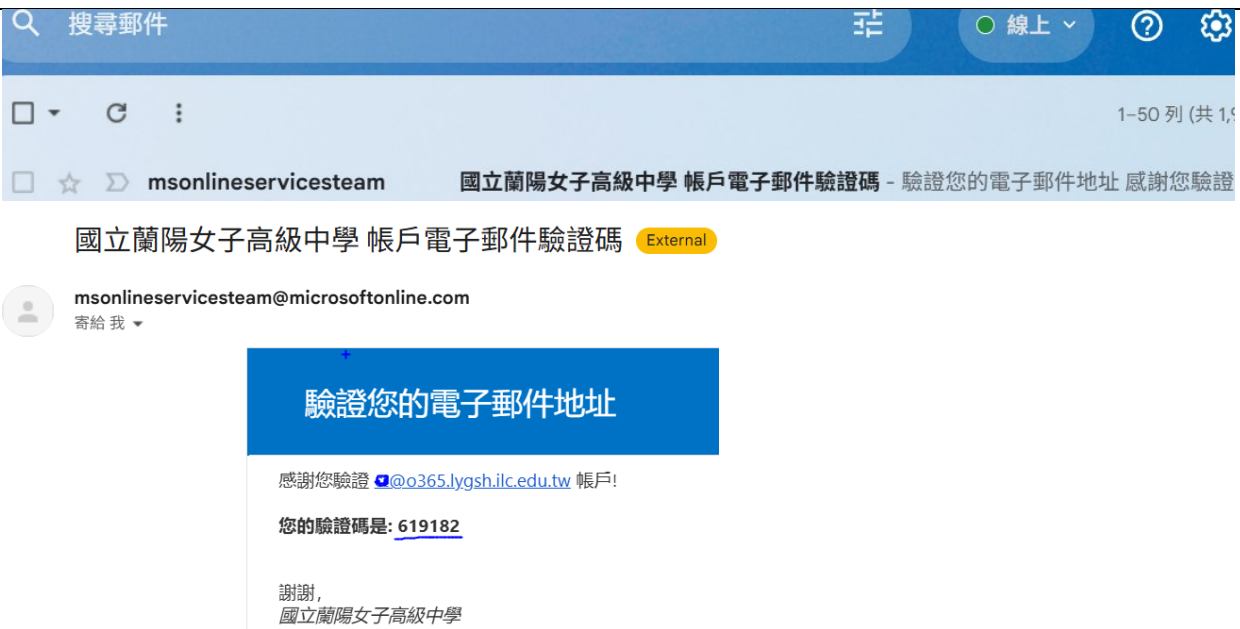 搜尋郵件
線上
1-50 列 (共 1,9
msonlineservicesteam 國立蘭陽女子高級中學 帳戶電子郵件驗證碼 - 驗證您的電子郵件地址 感謝您驗證
國立蘭陽女子高級中學 帳戶電子郵件驗證碼 External
msonlineservicesteam@microsoftonline.com
寄給 我
驗證您的電子郵件地址
感謝您驗證 @o365.lygsh.ilc.edu.tw 帳戶!
您的驗證碼是: 619182
謝謝,
國立蘭陽女子高級中學